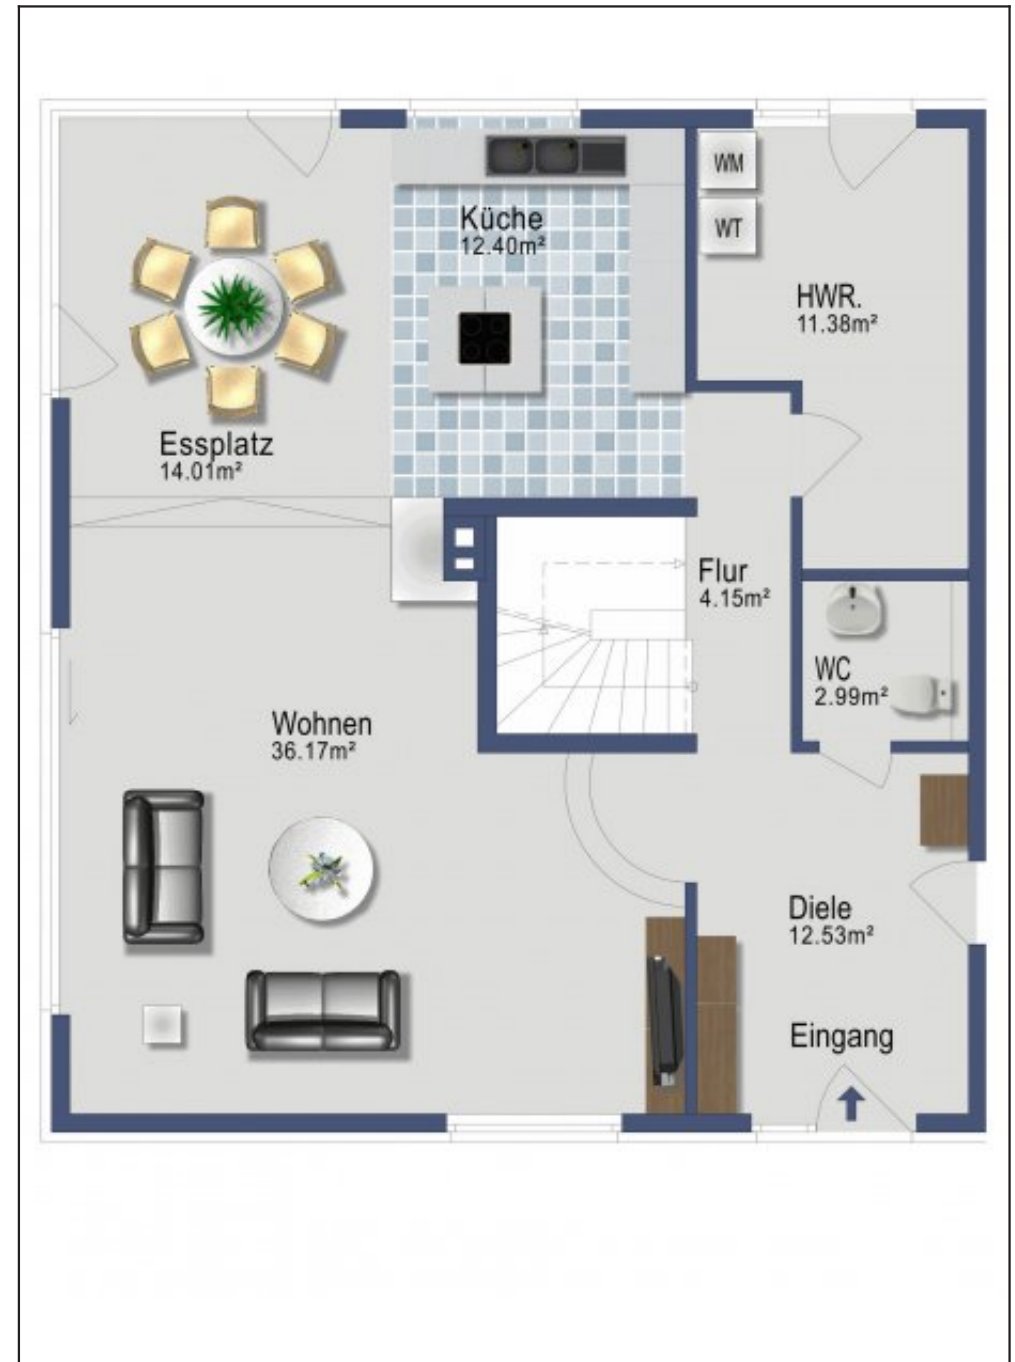 WM
WT
Küche
12.40m²
HWR.
11.38m²
Essplatz
14.01m²
Flur
4.15m²
WC
2.99m²
Wohnen
36.17m²
Diele
12.53m²
Eingang